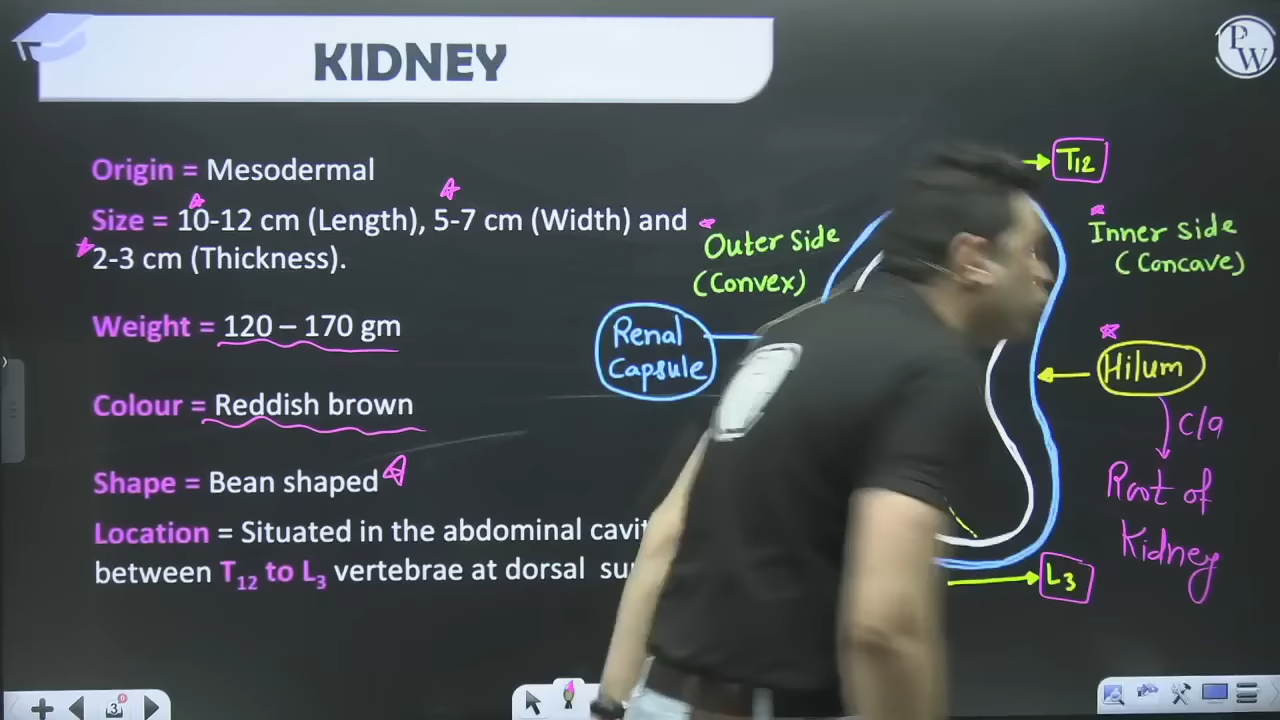 KIDNEY
PW
Origin = Mesodermal
Size = 10-12 cm (Length), 5-7 cm (Width) and
2-3 cm (Thickness).
Weight = 120 – 170 gm
Colour = Reddish brown
Shape = Bean shaped
Location = Situated in the abdominal
between T12 to L3 vertebrae at dorsal
T12
Outer side
(Convex)
Inner side
(Concave)
Renal
Capsule
Hilum
c/a
Root of
Kidney
L3
3